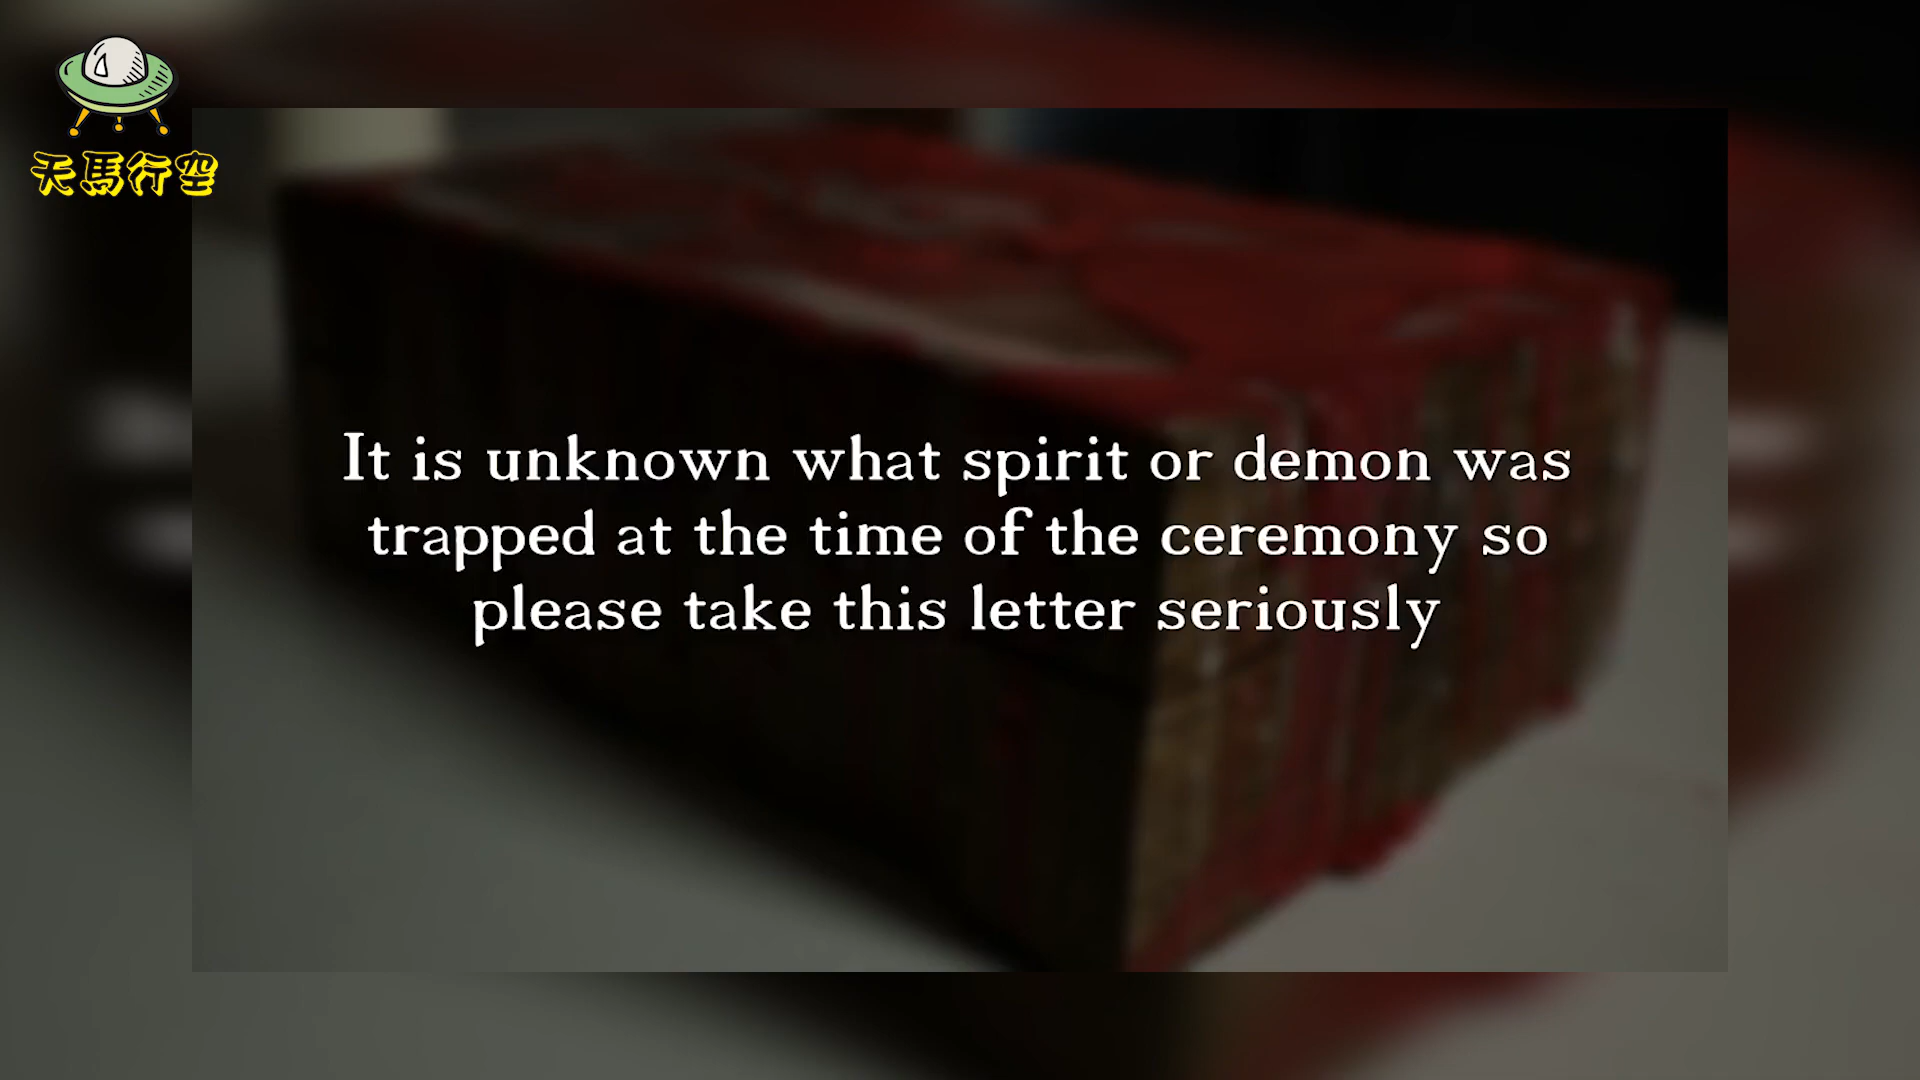 天馬行空
It is unknown what spirit or demon was
trapped at the time of the ceremony so
please take this letter seriously